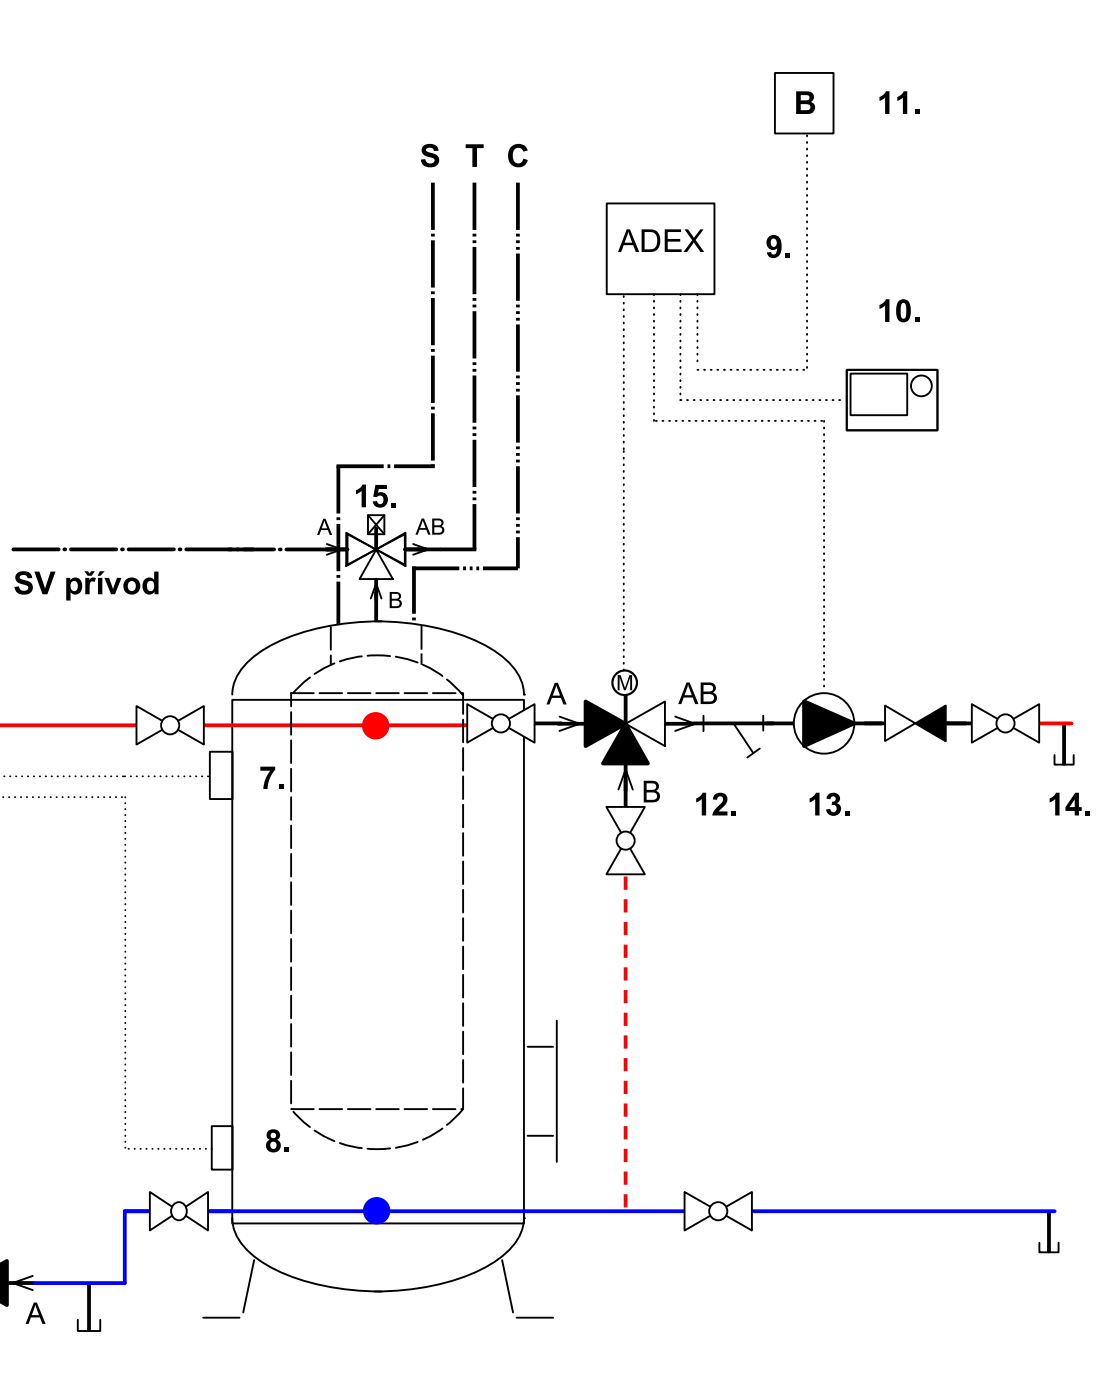 B 11.
S T C
ADEX 9.
10.
15.
A AB
SV přívod
B
M
A AB
7. B 12. 13. 14.
8.
A